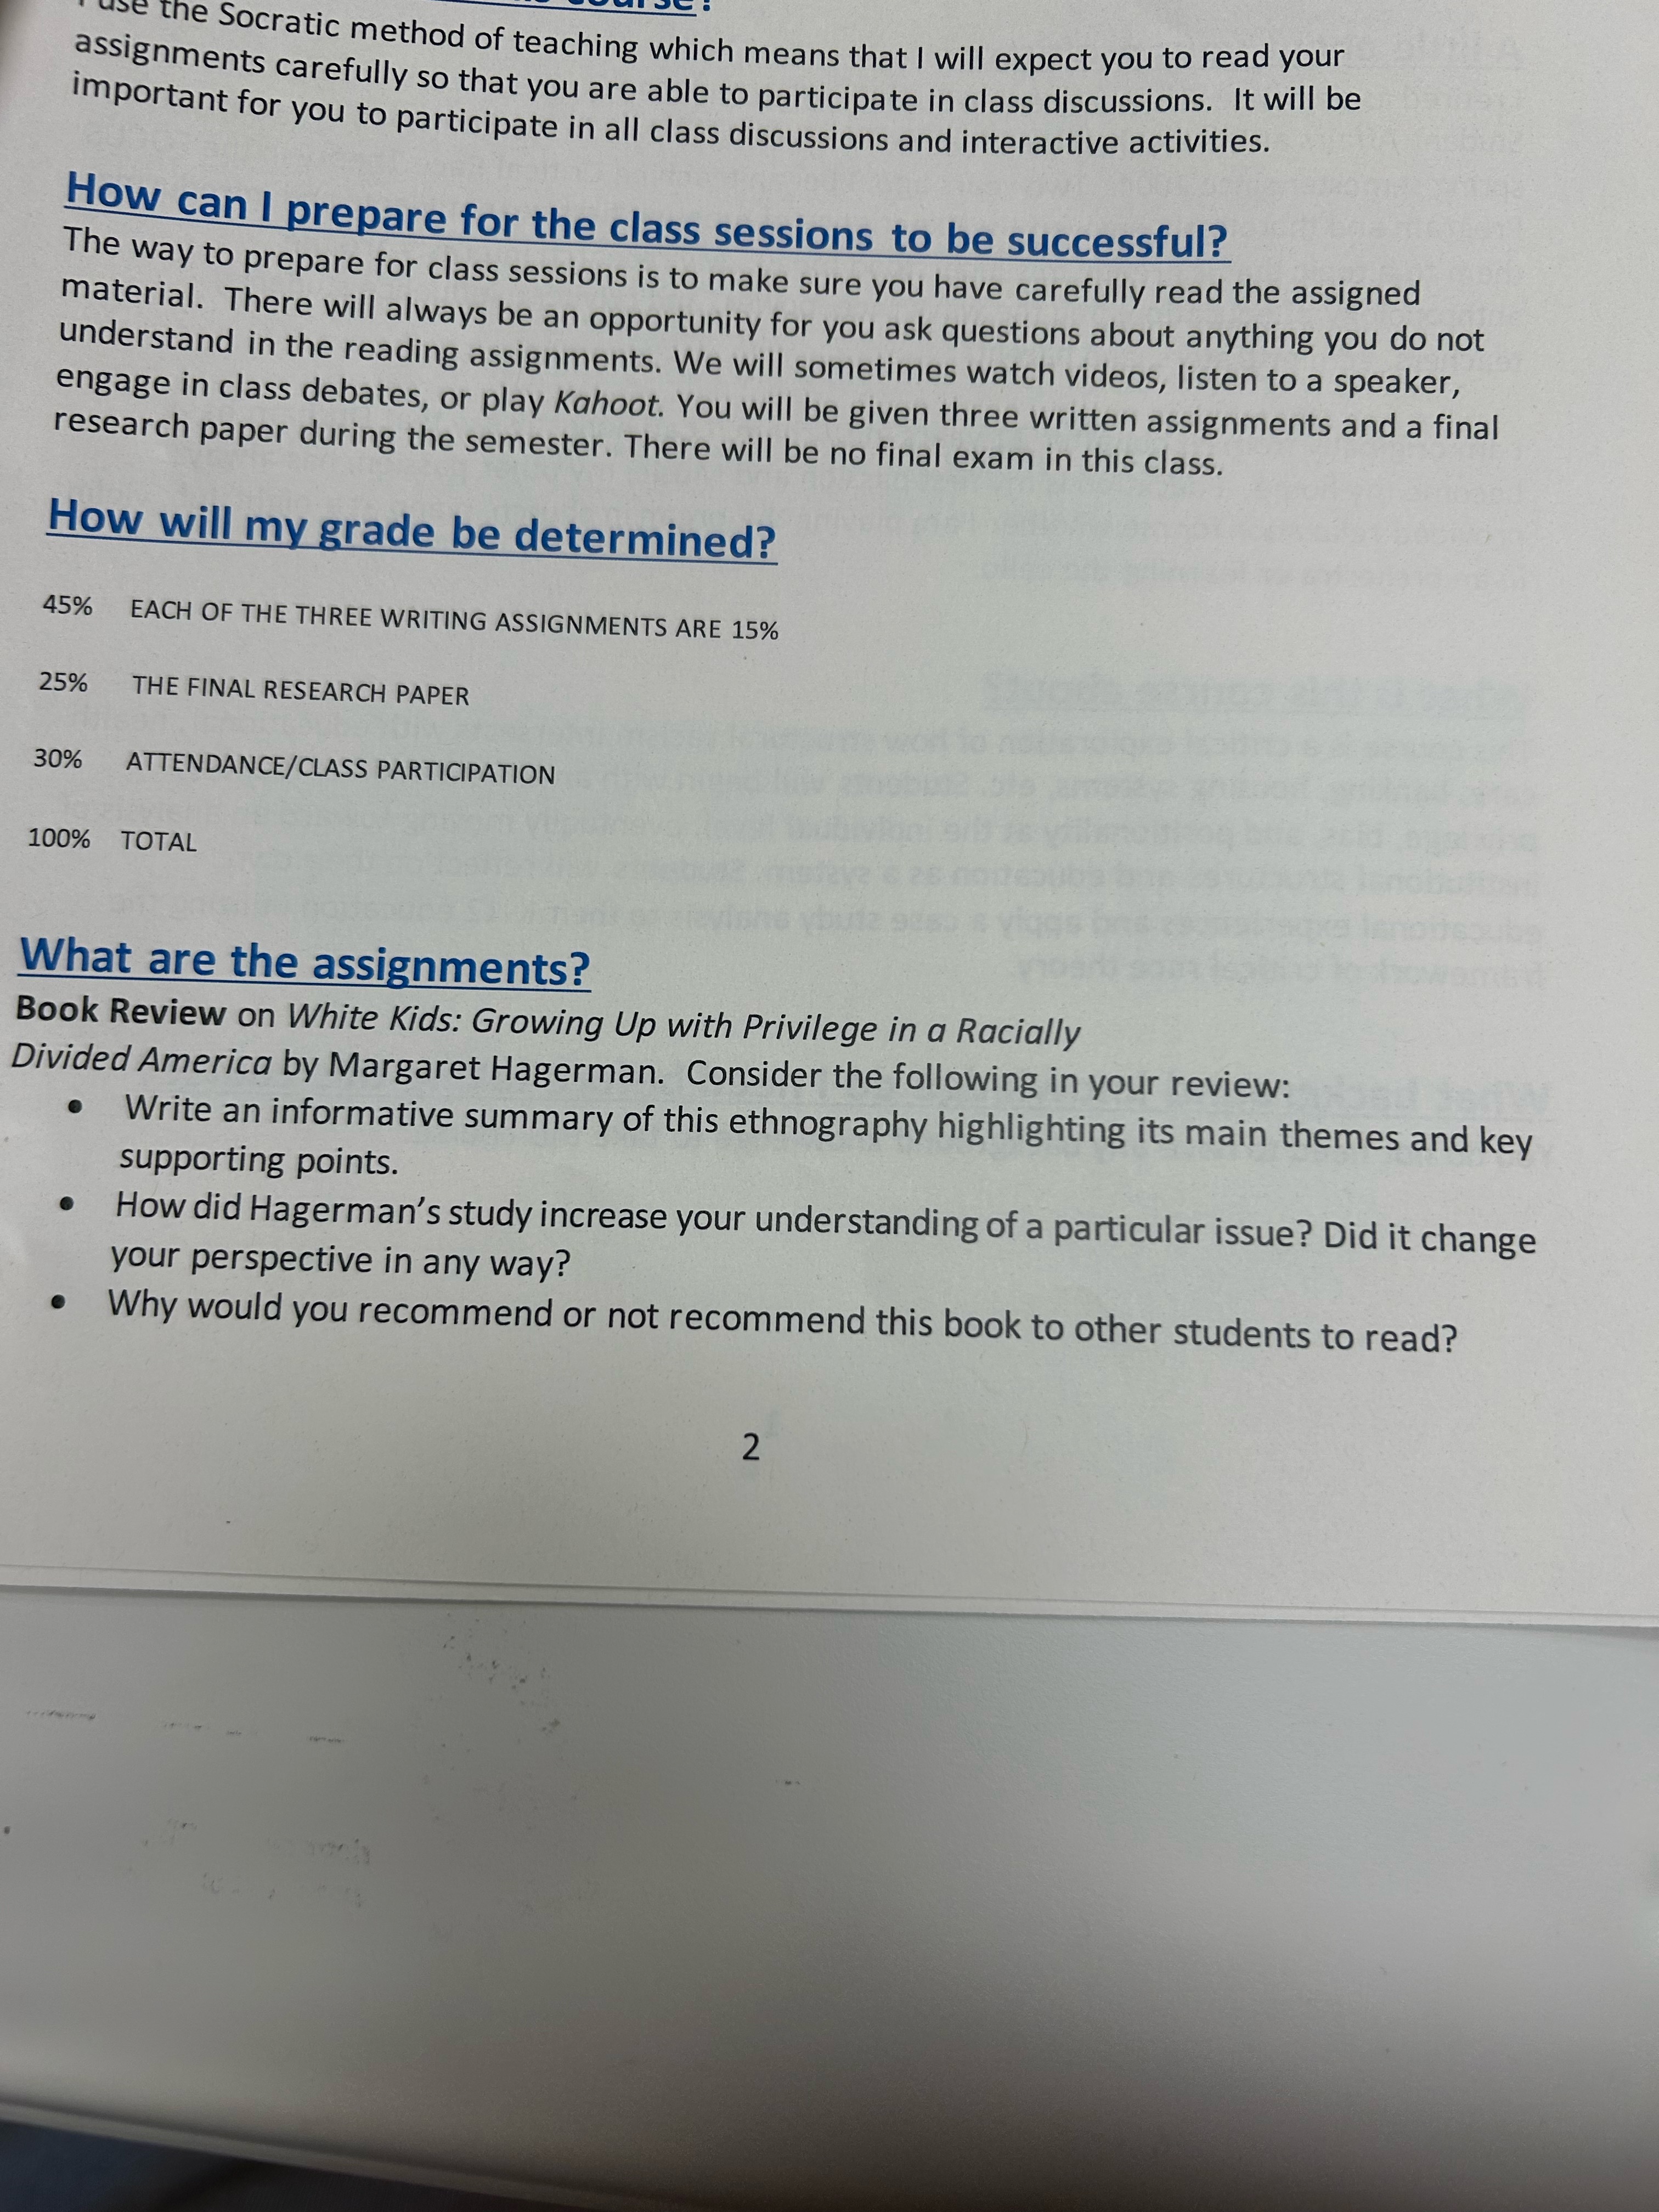 course?
use the Socratic method of teaching which means that I will expect you to read your
assignments carefully so that you are able to participate in class discussions.  It will be
important for you to participate in all class discussions and interactive activities.
How can I prepare for the class sessions to be successful?
The way to prepare for class sessions is to make sure you have carefully read the assigned
material.  There will always be an opportunity for you ask questions about anything you do not
understand in the reading assignments. We will sometimes watch videos, listen to a speaker,
engage in class debates, or play Kahoot. You will be given three written assignments and a final
research paper during the semester. There will be no final exam in this class.
How will my grade be determined?
45% EACH OF THE THREE WRITING ASSIGNMENTS ARE 15%
25% THE FINAL RESEARCH PAPER
30% ATTENDANCE/CLASS PARTICIPATION
100% TOTAL
What are the assignments?
Book Review on White Kids: Growing Up with Privilege in a Racially
Divided America by Margaret Hagerman.  Consider the following in your review:
• Write an informative summary of this ethnography highlighting its main themes and key
supporting points.
• How did Hagerman’s study increase your understanding of a particular issue? Did it change
your perspective in any way?
• Why would you recommend or not recommend this book to other students to read?
2